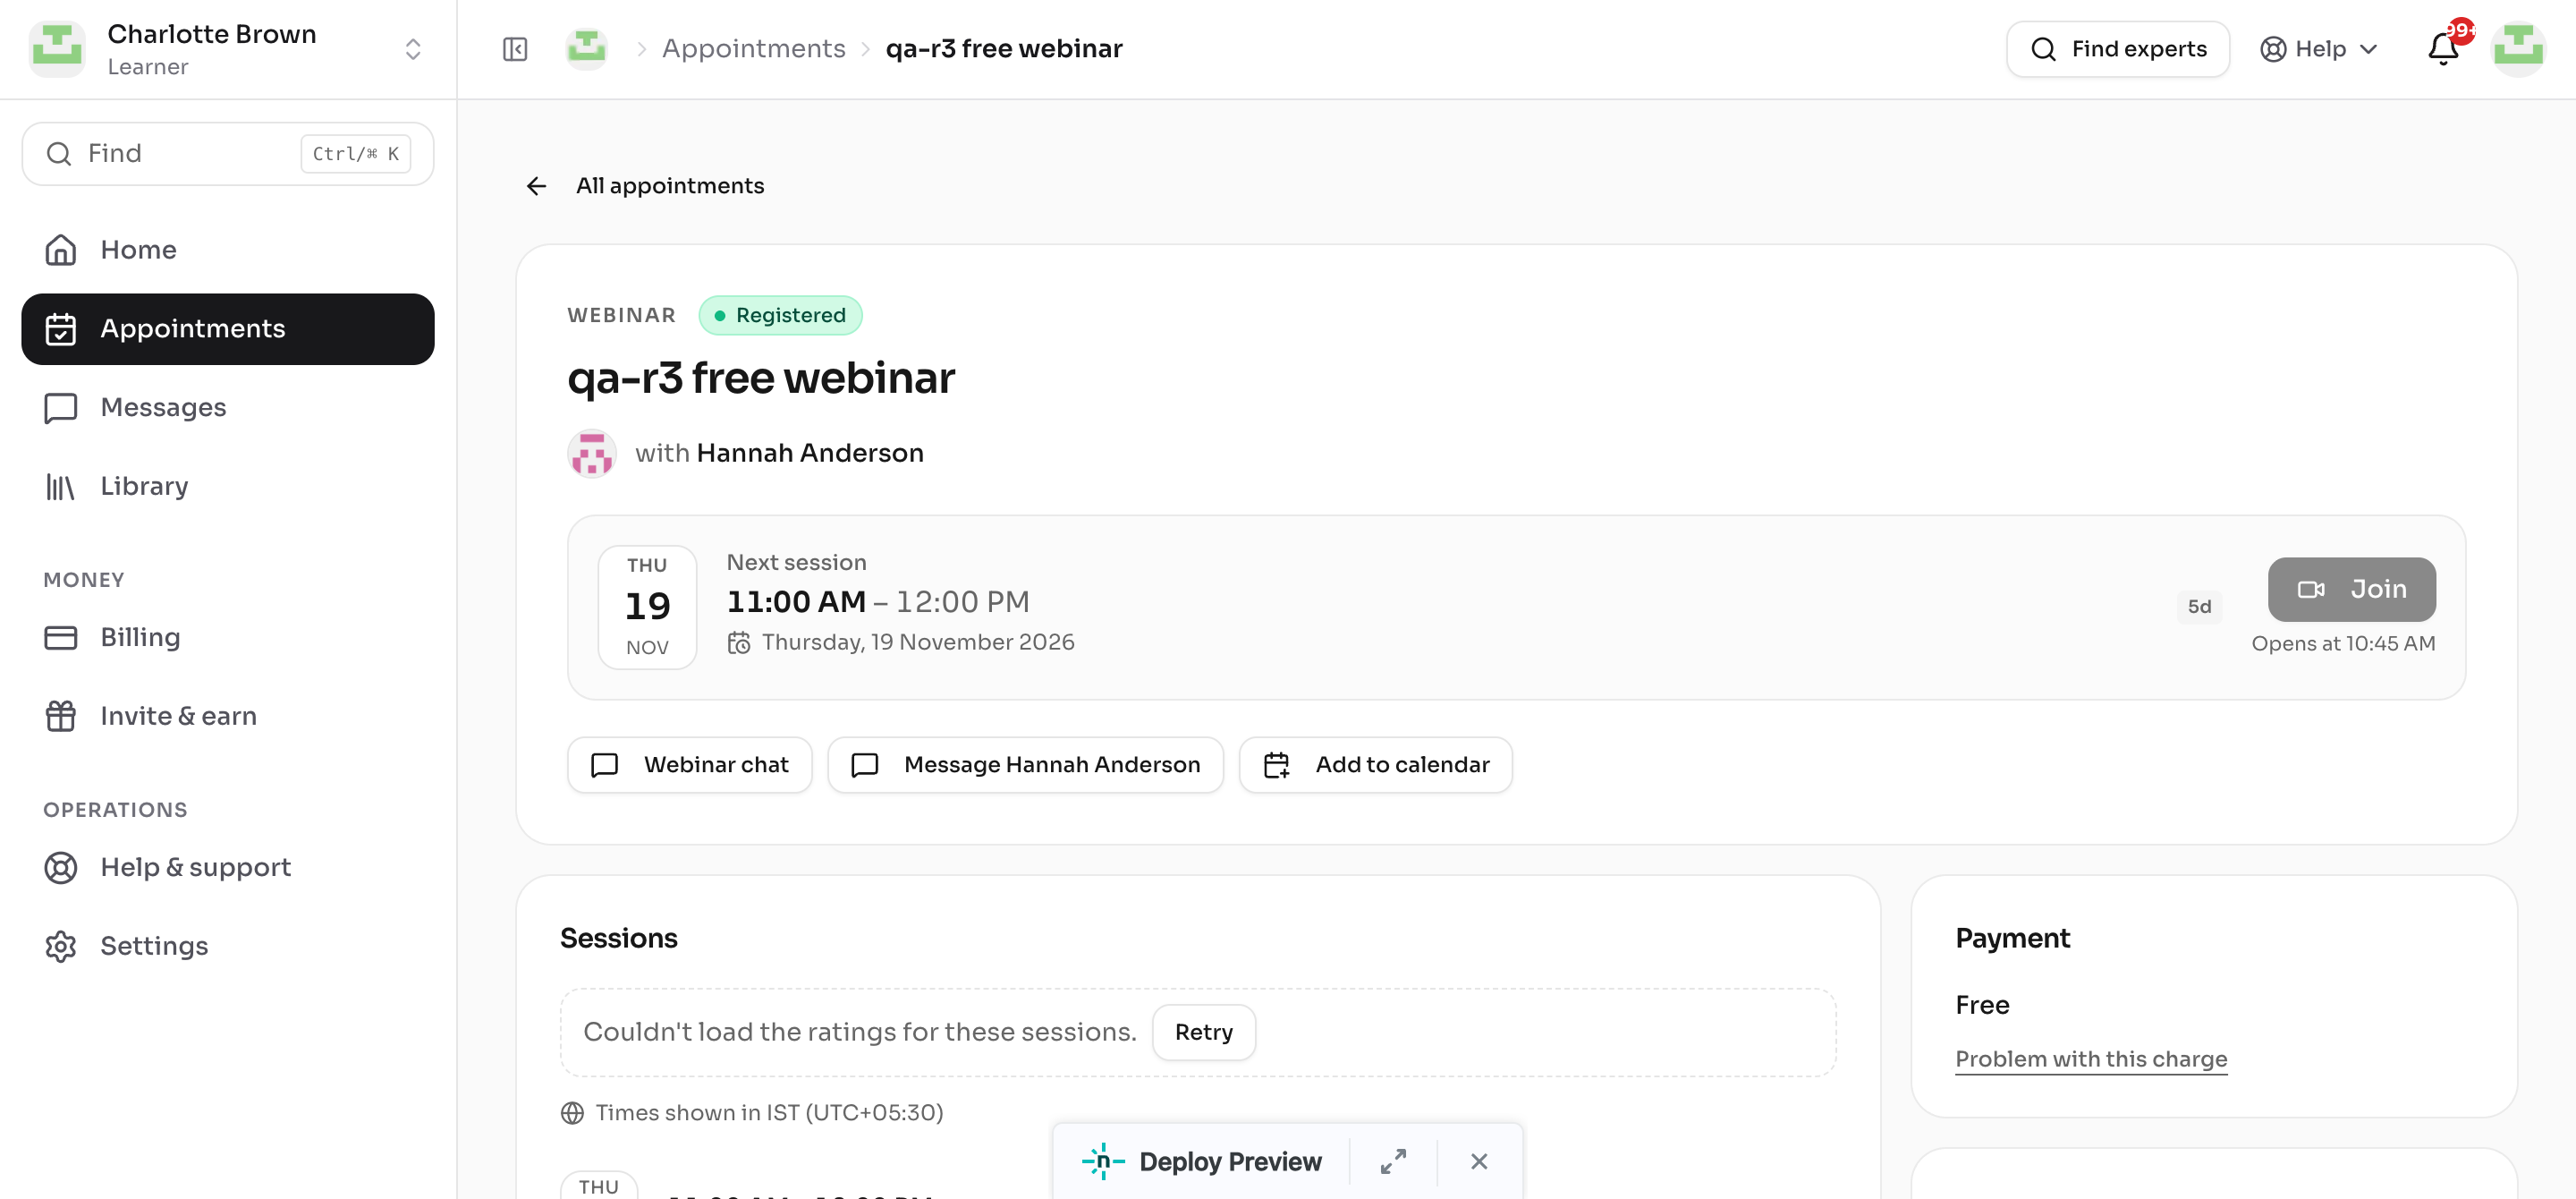 Charlotte Brown
Learner
Appointments
qa-r3 free webinar
Find experts
Help
99+
Find
Ctrl/⌘ K
Home
Appointments
Messages
Library
MONEY
Billing
Invite & earn
OPERATIONS
Help & support
Settings
All appointments
WEBINAR
Registered
qa-r3 free webinar
with Hannah Anderson
THU
19
NOV
Next session
11:00 AM – 12:00 PM
Thursday, 19 November 2026
5d
Join
Opens at 10:45 AM
Webinar chat
Message Hannah Anderson
Add to calendar
Sessions
Couldn't load the ratings for these sessions.
Retry
Times shown in IST (UTC+05:30)
THU
Payment
Free
Problem with this charge
Deploy Preview